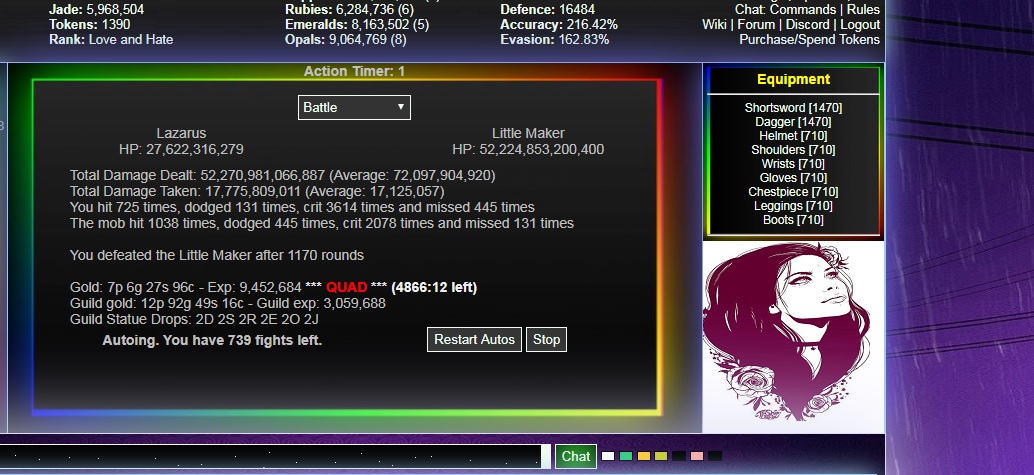 Jade: 5,968,504
Tokens: 1390
Rank: Love and Hate
Rubies: 6,284,736 (6)
Emeralds: 8,163,502 (5)
Opals: 9,064,769 (8)
Defence: 16484
Accuracy: 216.42%
Evasion: 162.83%
Chat: Commands | Rules
Wiki | Forum | Discord | Logout
Purchase/Spend Tokens
Action Timer: 1
Battle
Lazarus
HP: 27,622,316,279
Little Maker
HP: 52,224,853,200,400
Total Damage Dealt: 52,270,981,066,887 (Average: 72,097,904,920)
Total Damage Taken: 17,775,809,011 (Average: 17,125,057)
You hit 725 times, dodged 131 times, crit 3614 times and missed 445 times
The mob hit 1038 times, dodged 445 times, crit 2078 times and missed 131 times
You defeated the Little Maker after 1170 rounds
Gold: 7p 6g 27s 96c - Exp: 9,452,684 *** QUAD *** (4866:12 left)
Guild gold: 12p 92g 49s 16c - Guild exp: 3,059,688
Guild Statue Drops: 2D 2S 2R 2E 2O 2J
Autoing. You have 739 fights left.
Restart Autos
Stop
Equipment
Shortsword [1470]
Dagger [1470]
Helmet [710]
Shoulders [710]
Wrists [710]
Gloves [710]
Chestpiece [710]
Leggings [710]
Boots [710]
Chat